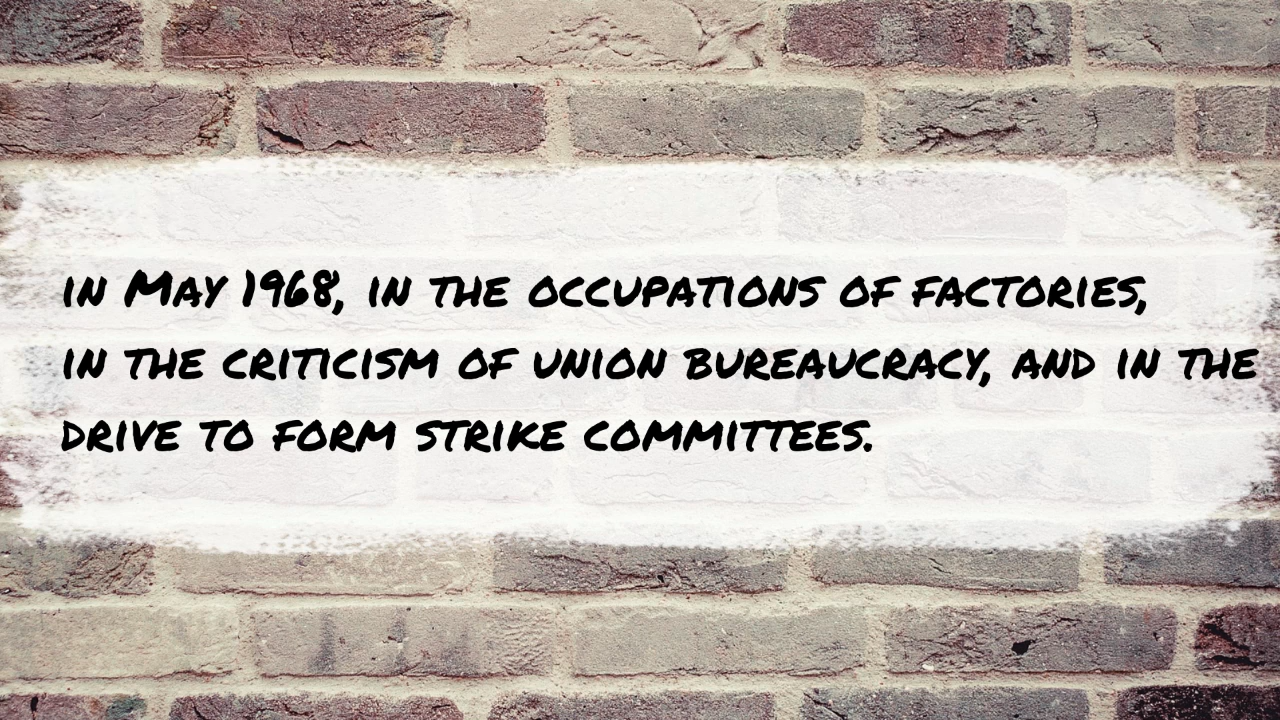 in May 1968, in the occupations of factories,
in the criticism of union bureaucracy, and in the
drive to form strike committees.